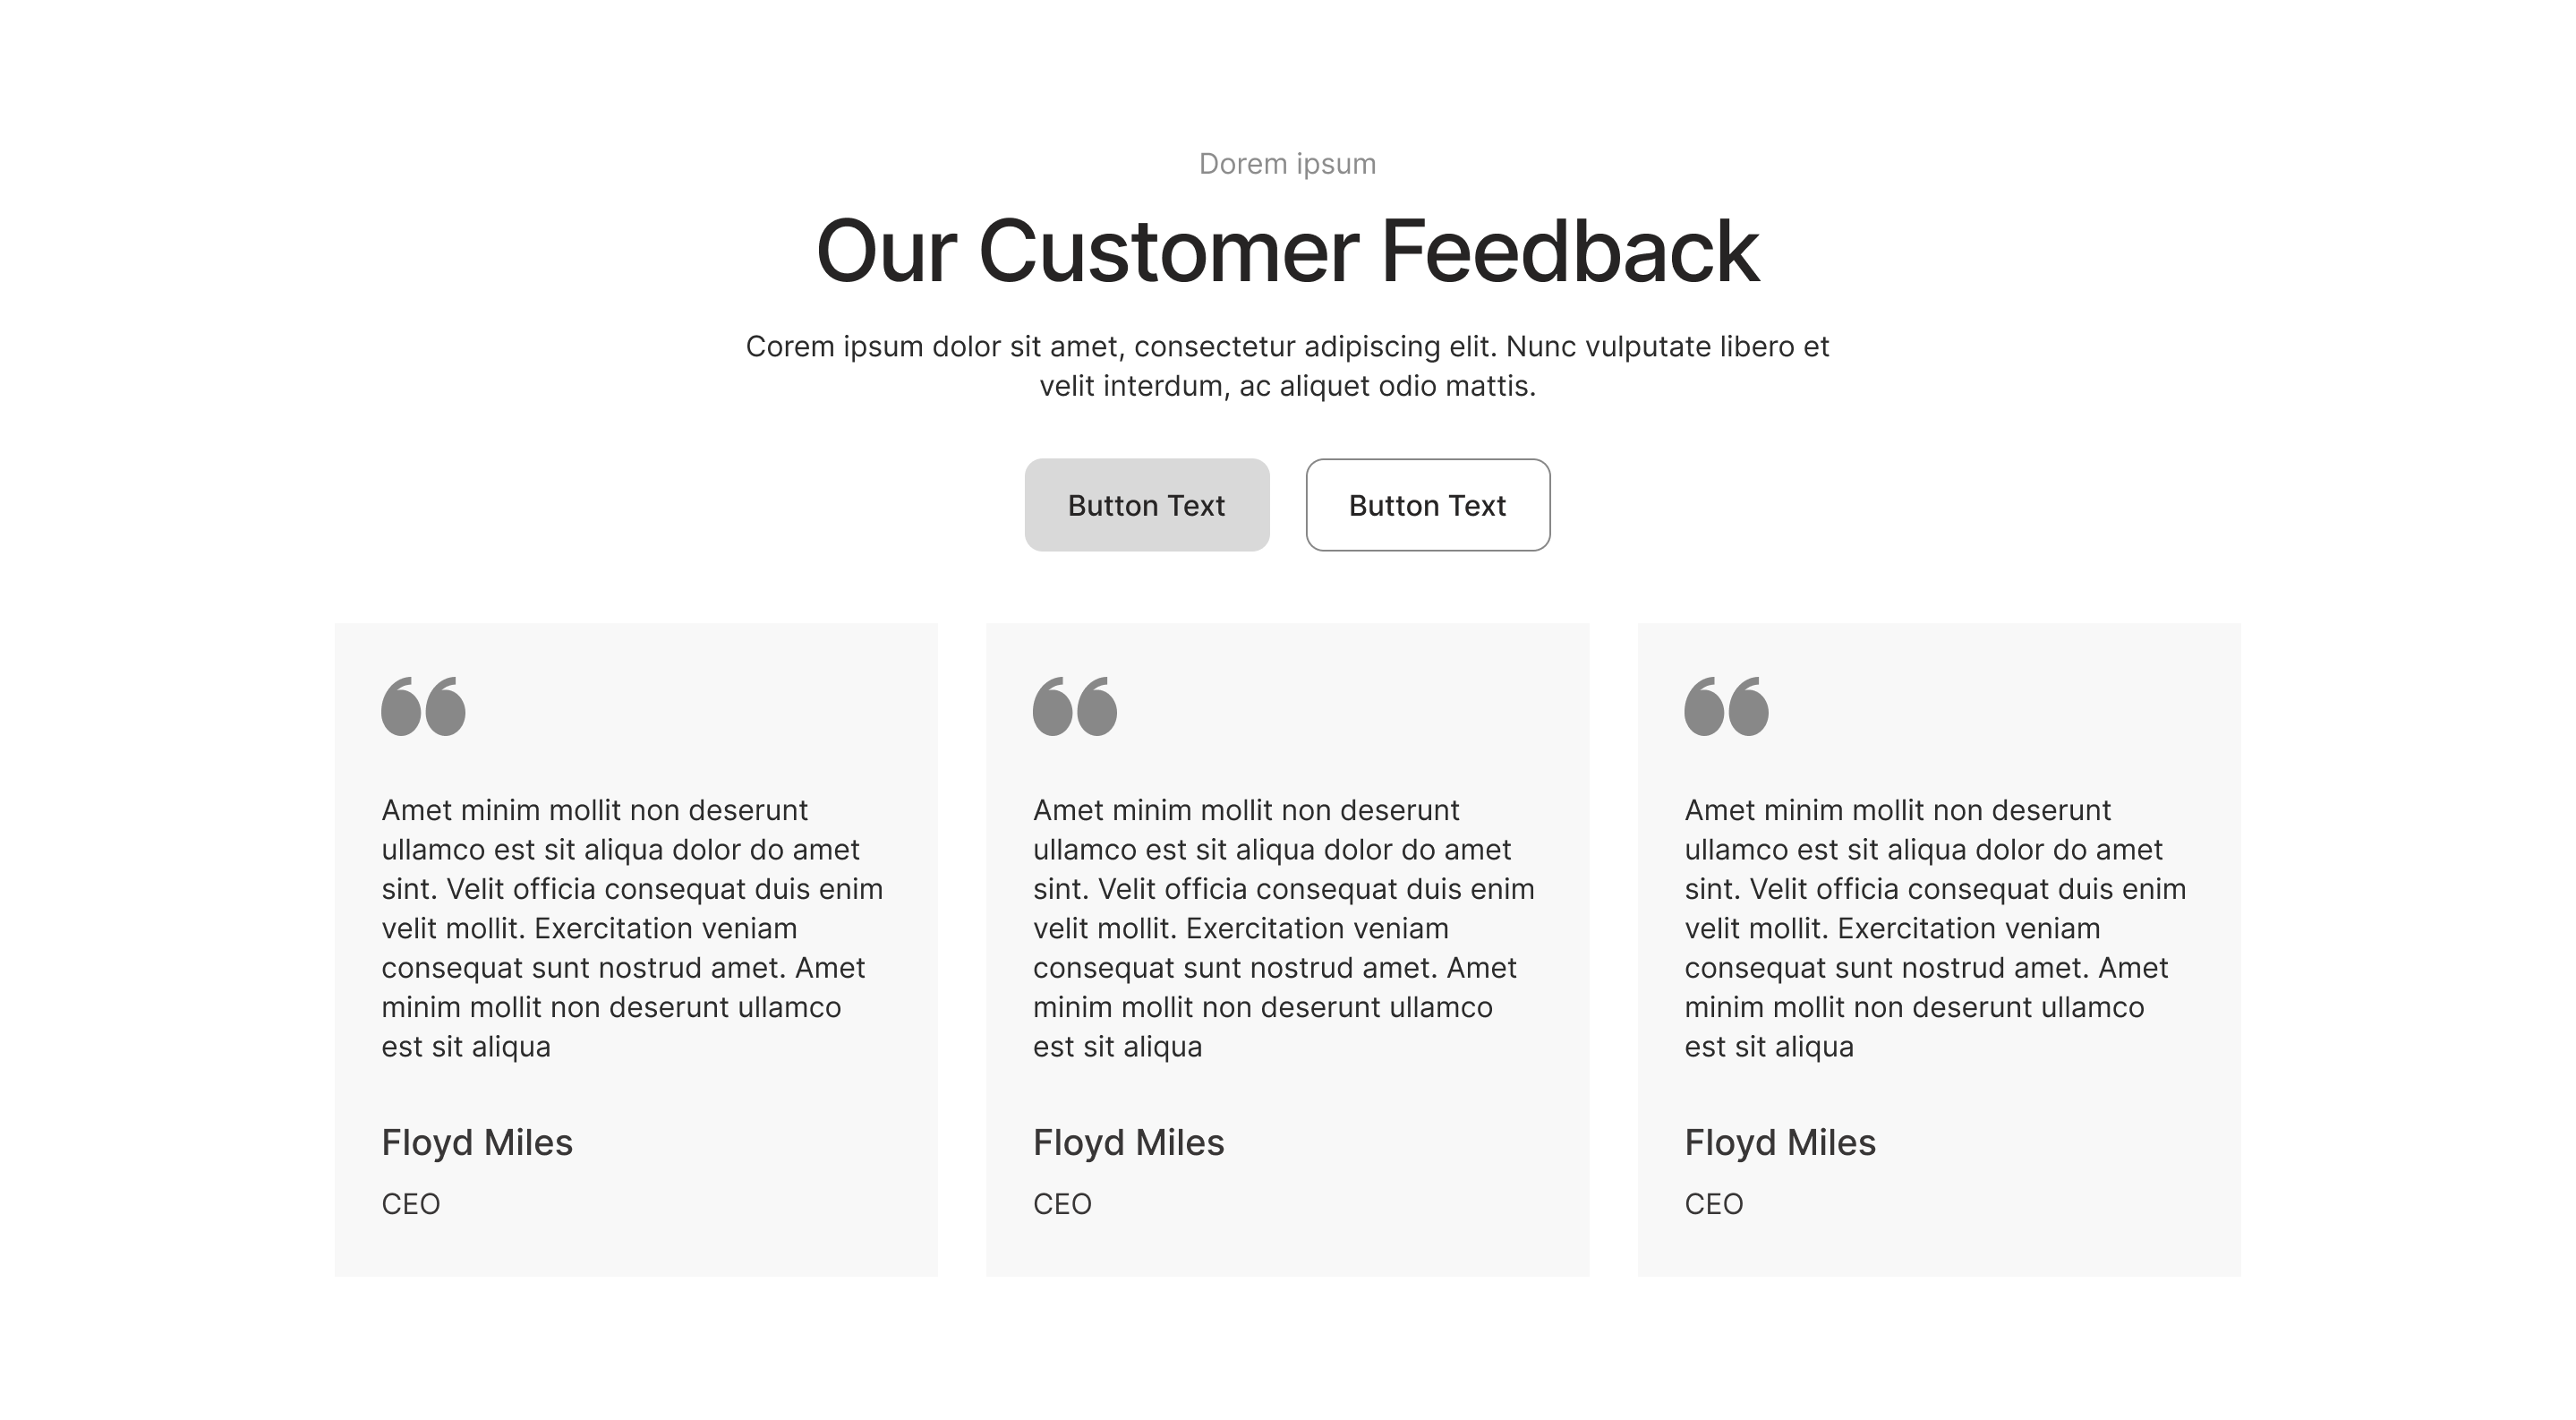 Dorem ipsum
Our Customer Feedback
Corem ipsum dolor sit amet, consectetur adipiscing elit. Nunc vulputate libero et
velit interdum, ac aliquet odio mattis.
Button Text
Button Text
“
Amet minim mollit non deserunt
ullamco est sit aliqua dolor do amet
sint. Velit officia consequat duis enim
velit mollit. Exercitation veniam
consequat sunt nostrud amet. Amet
minim mollit non deserunt ullamco
est sit aliqua
Floyd Miles
CEO
“
Amet minim mollit non deserunt
ullamco est sit aliqua dolor do amet
sint. Velit officia consequat duis enim
velit mollit. Exercitation veniam
consequat sunt nostrud amet. Amet
minim mollit non deserunt ullamco
est sit aliqua
Floyd Miles
CEO
“
Amet minim mollit non deserunt
ullamco est sit aliqua dolor do amet
sint. Velit officia consequat duis enim
velit mollit. Exercitation veniam
consequat sunt nostrud amet. Amet
minim mollit non deserunt ullamco
est sit aliqua
Floyd Miles
CEO